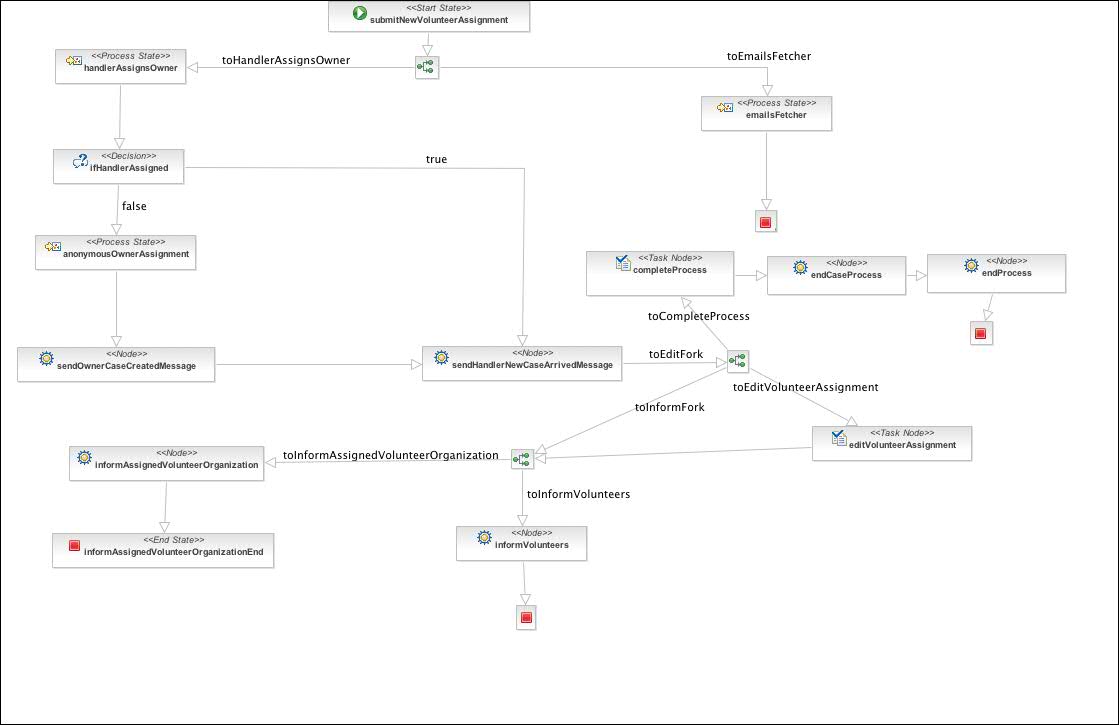 <<Start State>>
submitNewVolunteerAssignment
<<Process State>>
handlerAssignsOwner
toHandlerAssignsOwner
toEmailsFetcher
<<Process State>>
emailsFetcher
<<Decision>>
ifHandlerAssigned
true
false
<<Process State>>
anonymousOwnerAssignment
<<Task Node>>
completeProcess
<<Node>>
endCaseProcess
<<Node>>
endProcess
toCompleteProcess
<<Node>>
sendOwnerCaseCreatedMessage
<<Node>>
sendHandlerNewCaseArrivedMessage
toEditFork
toEditVolunteerAssignment
toInformFork
<<Task Node>>
editVolunteerAssignment
<<Node>>
informAssignedVolunteerOrganization
toInformAssignedVolunteerOrganization
toInformVolunteers
<<End State>>
informAssignedVolunteerOrganizationEnd
<<Node>>
informVolunteers